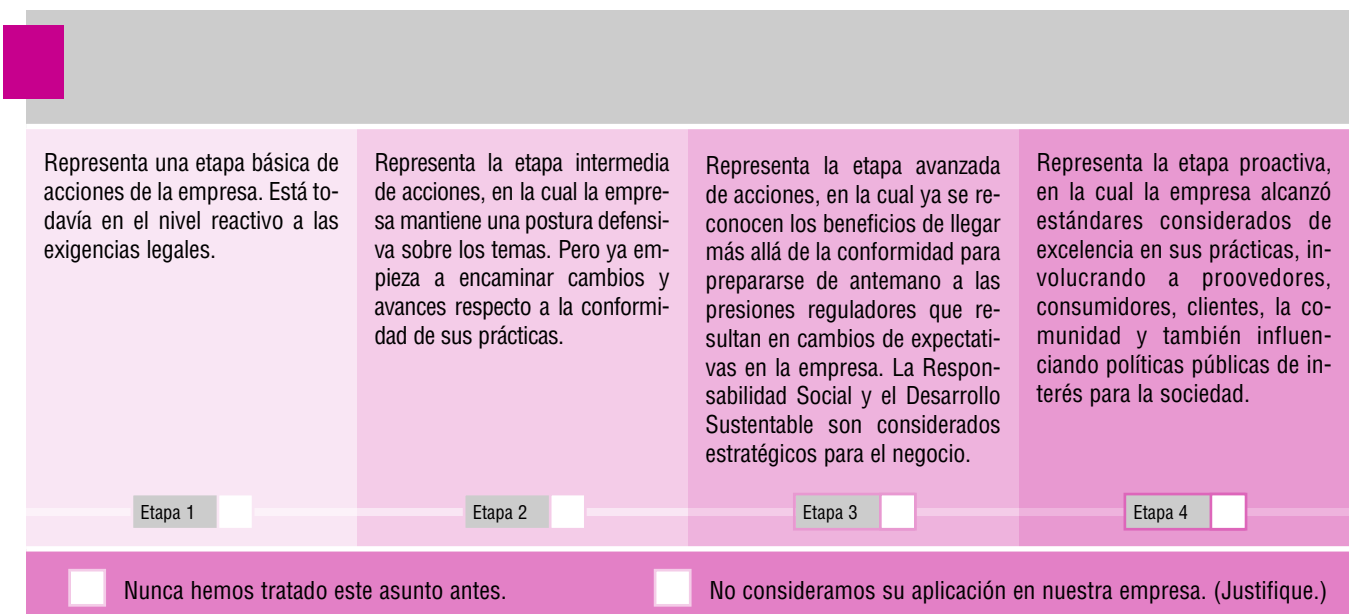 Representa una etapa básica de
acciones de la empresa. Está to-
davía en el nivel reactivo a las
exigencias legales.
Representa la etapa intermedia
de acciones, en la cual la empre-
sa mantiene una postura defensi-
va sobre los temas. Pero ya em-
pieza a encaminar cambios y
avances respecto a la conformi-
dad de sus prácticas.
Representa la etapa avanzada
de acciones, en la cual ya se re-
conocen los beneficios de llegar
más allá de la conformidad para
prepararse de antemano a las
presiones reguladores que re-
sultan en cambios de expectati-
vas en la empresa. La Respon-
sabilidad Social y el Desarrollo
Sustentable son considerados
estratégicos para el negocio.
Representa la etapa proactiva,
en la cual la empresa alcanzó
estándares considerados de
excelencia en sus prácticas, in-
volucrando a proovedores,
consumidores, clientes, la co-
munidad y también influen-
ciando políticas públicas de in-
terés para la sociedad.
Etapa 1
Etapa 2
Etapa 3
Etapa 4
Nunca hemos tratado este asunto antes.
No consideramos su aplicación en nuestra empresa. (Justifique.)